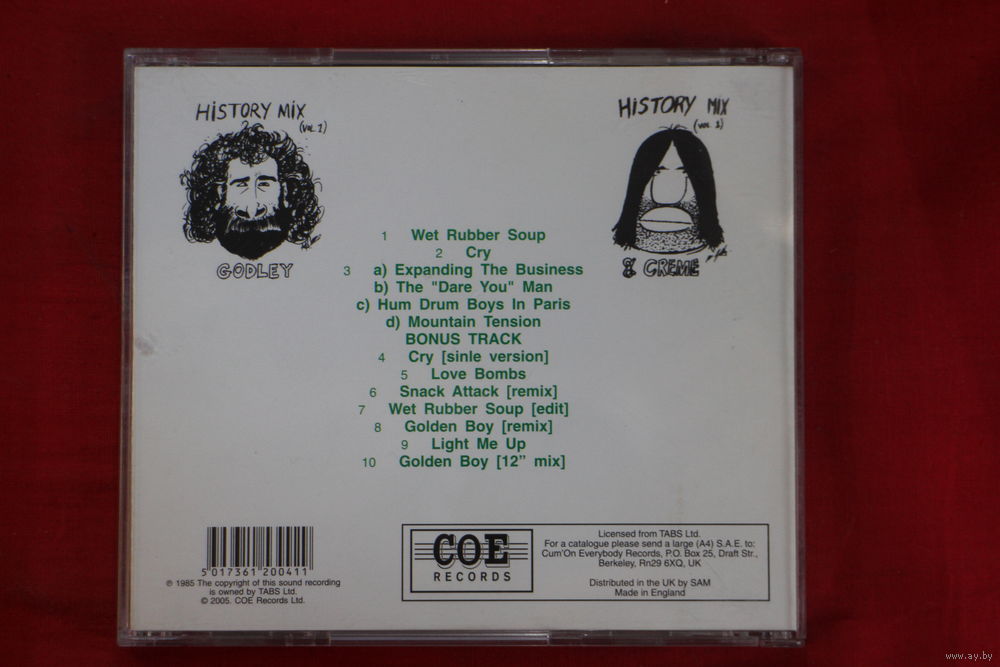 HiSTORY MiX
(VOL. 1)
GODLEY
HiSTORY MiX
(VOL. 1)
& CREME
1 Wet Rubber Soup
2 Cry
3 a) Expanding The Business
b) The "Dare You" Man
c) Hum Drum Boys In Paris
d) Mountain Tension
BONUS TRACK
4 Cry [sinle version]
5 Love Bombs
6 Snack Attack [remix]
7 Wet Rubber Soup [edit]
8 Golden Boy [remix]
9 Light Me Up
10 Golden Boy [12” mix]
5 017361 200411
℗ 1985 The copyright of this sound recording
is owned by TABS Ltd.
© 2005. COE Records Ltd.
COE
RECORDS
Licensed from TABS Ltd.
For a catalogue please send a large (A4) S.A.E. to:
Cum'On Everybody Records, P.O. Box 25, Draft Str.,
Berkeley, Rn29 6XQ, UK
Distributed in the UK by SAM
Made in England
www.ay.by